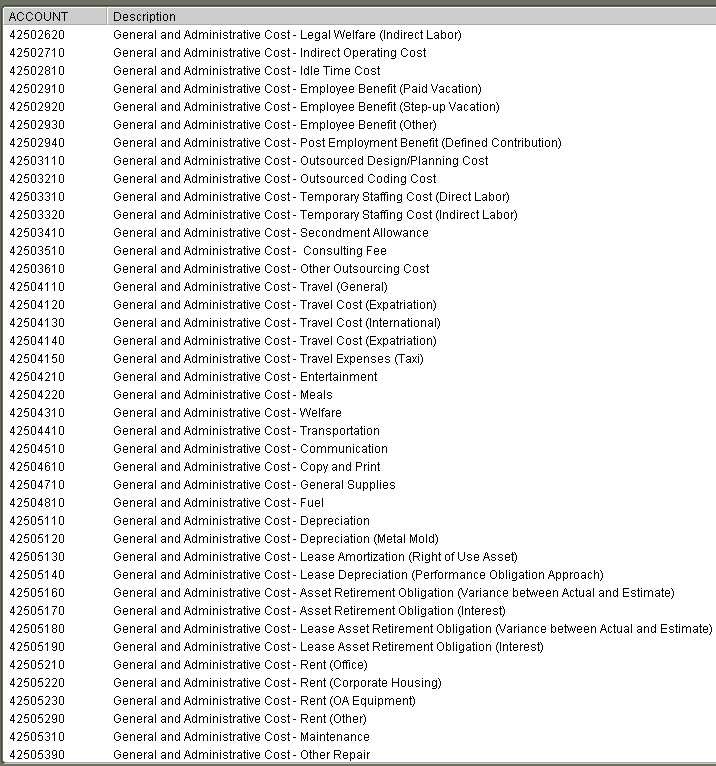 ACCOUNT Description
42502620 General and Administrative Cost - Legal Welfare (Indirect Labor)
42502710 General and Administrative Cost - Indirect Operating Cost
42502810 General and Administrative Cost - Idle Time Cost
42502910 General and Administrative Cost - Employee Benefit (Paid Vacation)
42502920 General and Administrative Cost - Employee Benefit (Step-up Vacation)
42502930 General and Administrative Cost - Employee Benefit (Other)
42502940 General and Administrative Cost - Post Employment Benefit (Defined Contribution)
42503110 General and Administrative Cost - Outsourced Design/Planning Cost
42503210 General and Administrative Cost - Outsourced Coding Cost
42503310 General and Administrative Cost - Temporary Staffing Cost (Direct Labor)
42503320 General and Administrative Cost - Temporary Staffing Cost (Indirect Labor)
42503410 General and Administrative Cost - Secondment Allowance
42503510 General and Administrative Cost -  Consulting Fee
42503610 General and Administrative Cost - Other Outsourcing Cost
42504110 General and Administrative Cost - Travel (General)
42504120 General and Administrative Cost - Travel Cost (Expatriation)
42504130 General and Administrative Cost - Travel Cost (International)
42504140 General and Administrative Cost - Travel Cost (Expatriation)
42504150 General and Administrative Cost - Travel Expenses (Taxi)
42504210 General and Administrative Cost - Entertainment
42504220 General and Administrative Cost - Meals
42504310 General and Administrative Cost - Welfare
42504410 General and Administrative Cost - Transportation
42504510 General and Administrative Cost - Communication
42504610 General and Administrative Cost - Copy and Print
42504710 General and Administrative Cost - General Supplies
42504810 General and Administrative Cost - Fuel
42505110 General and Administrative Cost - Depreciation
42505120 General and Administrative Cost - Depreciation (Metal Mold)
42505130 General and Administrative Cost - Lease Amortization (Right of Use Asset)
42505140 General and Administrative Cost - Lease Depreciation (Performance Obligation Approach)
42505160 General and Administrative Cost - Asset Retirement Obligation (Variance between Actual and Estimate)
42505170 General and Administrative Cost - Asset Retirement Obligation (Interest)
42505180 General and Administrative Cost - Lease Asset Retirement Obligation (Variance between Actual and Estimate)
42505190 General and Administrative Cost - Lease Asset Retirement Obligation (Interest)
42505210 General and Administrative Cost - Rent (Office)
42505220 General and Administrative Cost - Rent (Corporate Housing)
42505230 General and Administrative Cost - Rent (OA Equipment)
42505290 General and Administrative Cost - Rent (Other)
42505310 General and Administrative Cost - Maintenance
42505390 General and Administrative Cost - Other Repair